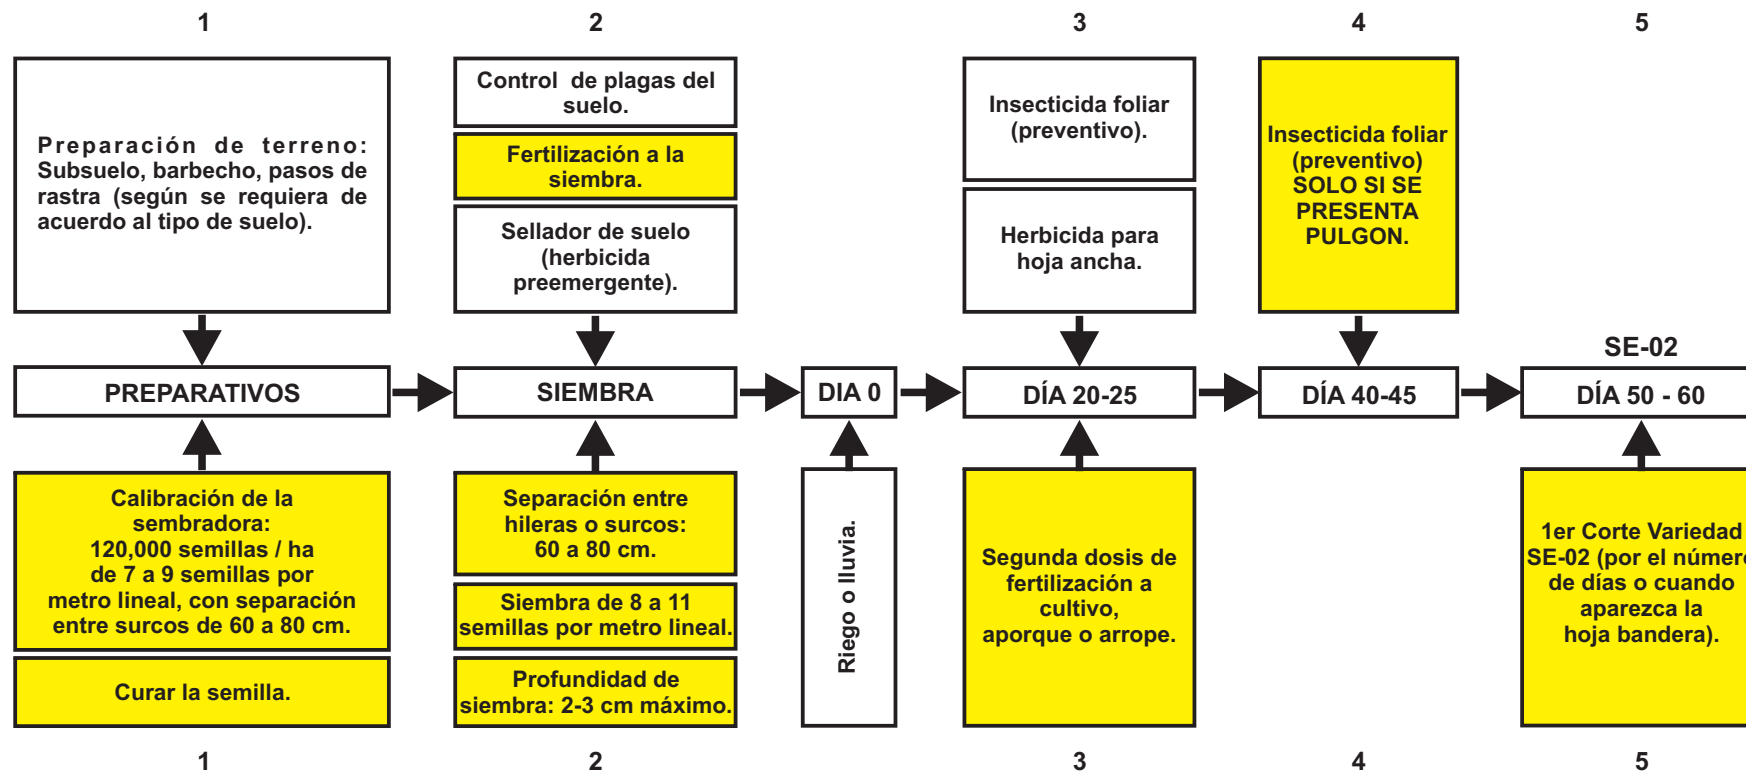 1
2
3
4
5
Preparación de terreno:
Subsuelo, barbecho, pasos de
rastra (según se requiera de
acuerdo al tipo de suelo).
Control de plagas del
suelo.
Fertilización a la
siembra.
Sellador de suelo
(herbicida
preemergente).
Insecticida foliar
(preventivo).
Herbicida para
hoja ancha.
Insecticida foliar
(preventivo)
SOLO SI SE
PRESENTA
PULGON.
SE-02
PREPARATIVOS
SIEMBRA
DIA 0
DÍA 20-25
DÍA 40-45
DÍA 50 - 60
Calibración de la
sembradora:
120,000 semillas / ha
de 7 a 9 semillas por
metro lineal, con separación
entre surcos de 60 a 80 cm.
Curar la semilla.
Separación entre
hileras o surcos:
60 a 80 cm.
Siembra de 8 a 11
semillas por metro lineal.
Profundidad de
siembra: 2-3 cm máximo.
Riego o lluvia.
Segunda dosis de
fertilización a
cultivo,
aporque o arrope.
1er Corte Variedad
SE-02 (por el número
de días o cuando
aparezca la
hoja bandera).
1
2
3
4
5